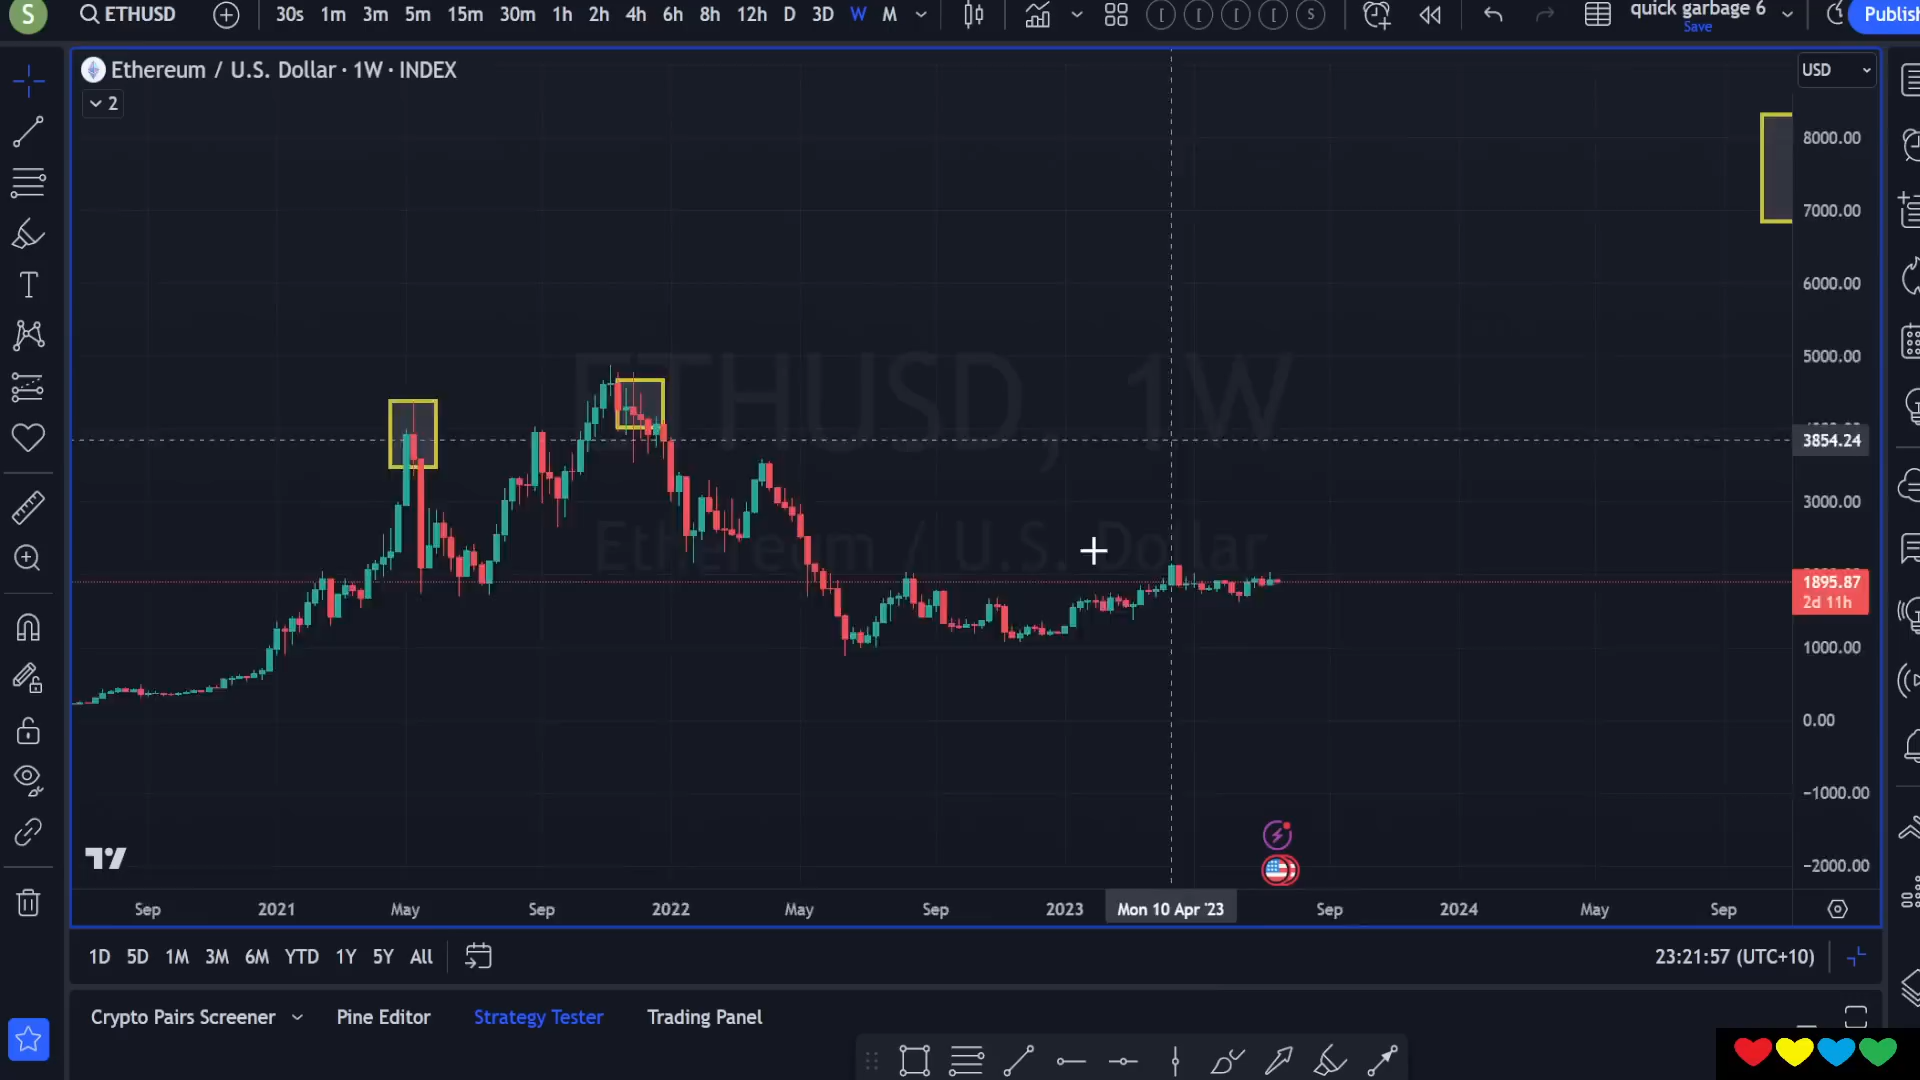 S ETHUSD 30s 1m 3m 5m 15m 30m 1h 2h 4h 6h 8h 12h D 3D W M [ [ [ [ S quick garbage 6 Publish
Save
Ethereum / U.S. Dollar · 1W · INDEX USD
2
8000.00
7000.00
6000.00
5000.00
ETHUSD, 1W
3854.24
3000.00
Ethereum / U.S. Dollar
1895.87
2d 11h
1000.00
0.00
−1000.00
−2000.00
Sep 2021 May Sep 2022 May Sep 2023 Mon 10 Apr '23 Sep 2024 May Sep
1D 5D 1M 3M 6M YTD 1Y 5Y All 23:21:57 (UTC+10)
Crypto Pairs Screener Pine Editor Strategy Tester Trading Panel